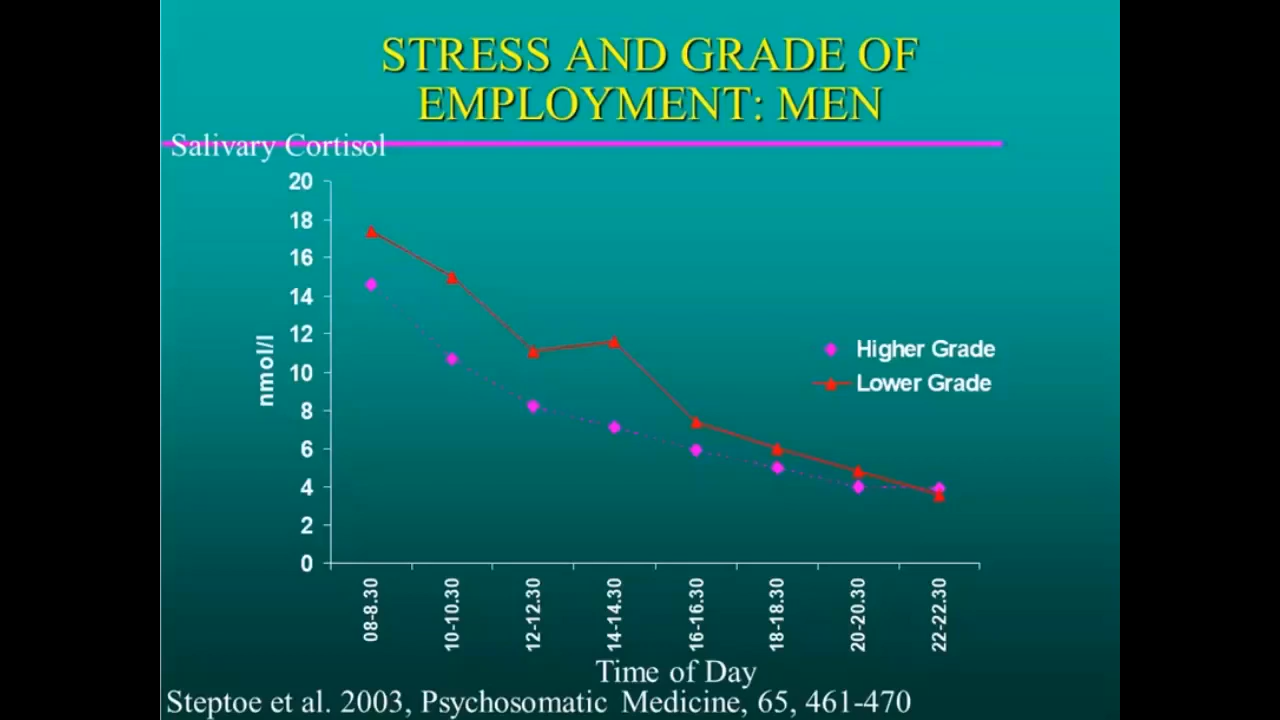 STRESS AND GRADE OF
EMPLOYMENT: MEN
Salivary Cortisol
20
18
16
14
12
10
8
6
4
2
0
nmol/l
Higher Grade
Lower Grade
08-8.30
10-10.30
12-12.30
14-14.30
16-16.30
18-18.30
20-20.30
22-22.30
Time of Day
Steptoe et al. 2003, Psychosomatic Medicine, 65, 461-470